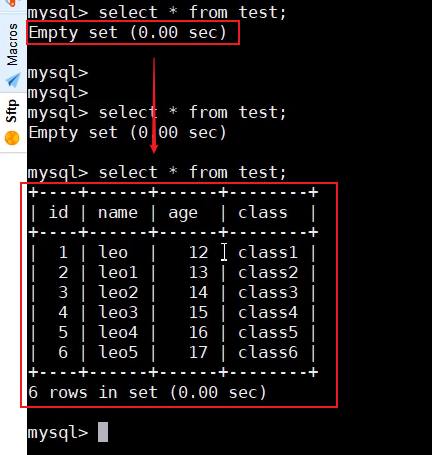 Macros
Sftp
mysql> select * from test;
Empty set (0.00 sec)
mysql>
mysql>
mysql> select * from test;
Empty set (0.00 sec)
mysql> select * from test;
+----+------+------+--------+
| id | name | age | class |
+----+------+------+--------+
| 1 | leo | 12 | class1 |
| 2 | leo1 | 13 | class2 |
| 3 | leo2 | 14 | class3 |
| 4 | leo3 | 15 | class4 |
| 5 | leo4 | 16 | class5 |
| 6 | leo5 | 17 | class6 |
+----+------+------+--------+
6 rows in set (0.00 sec)
mysql>